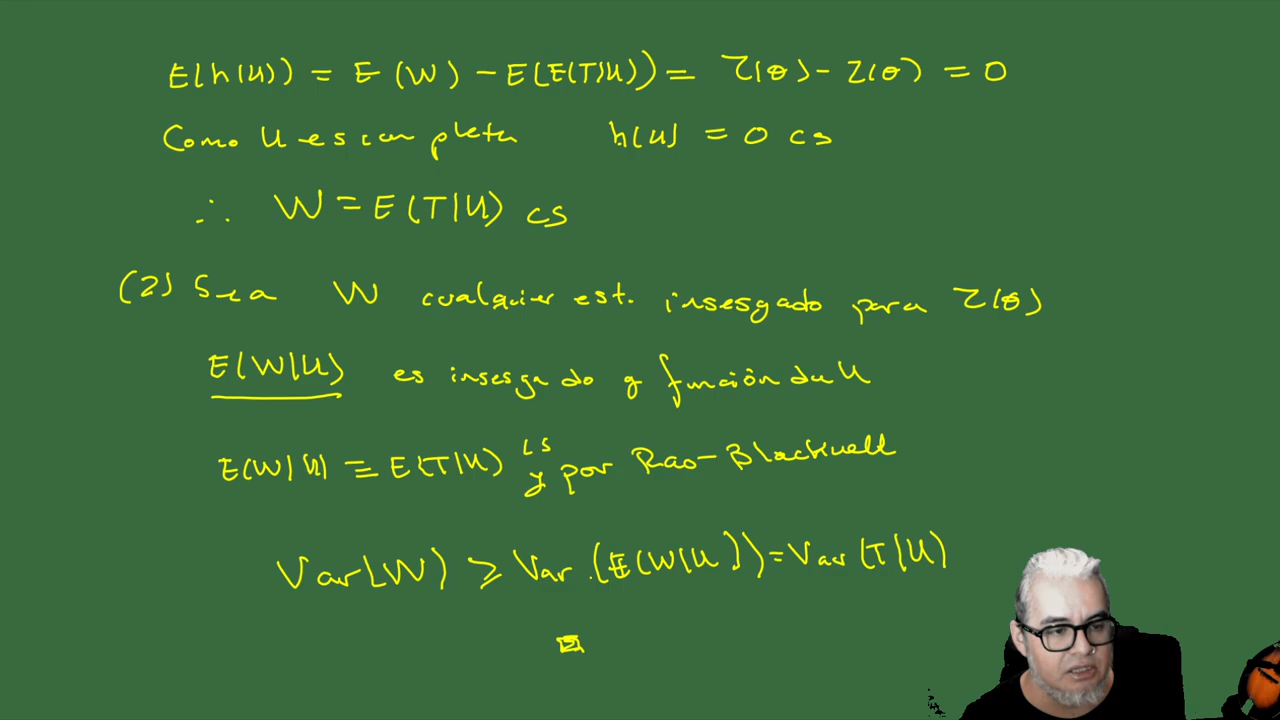 E(h(U)) = E(W) - E(E(T|U)) = τ(θ) - τ(θ) = 0
Como U es completa h(u) = 0 cs
∴ W = E(T|U) cs
(2) Sea W cualquier est. insesgado para τ(θ)
E(W|U) es insesgado y función de U
E(W|U) = E(T|U) cs y por Rao-Blackwell
Var(W) ≥ Var(E(W|U)) = Var(T|U)